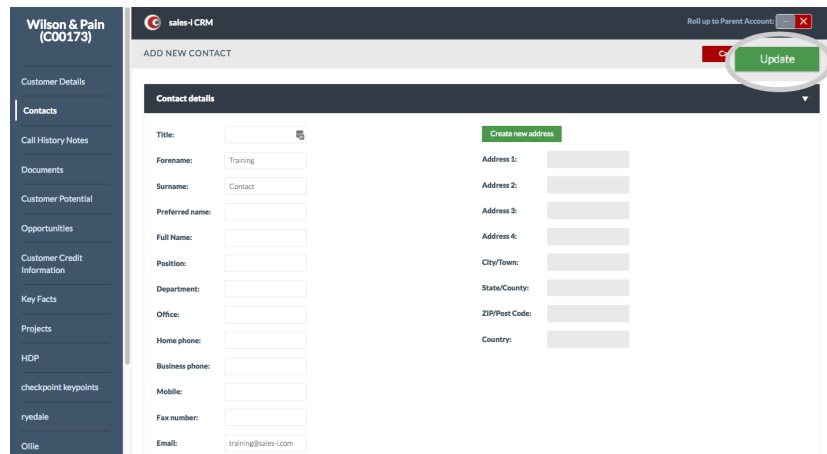 Wilson & Pain
(C00173)
Customer Details
Contacts
Call History Notes
Documents
Customer Potential
Opportunities
Customer Credit
Information
Key Facts
Projects
HDP
checkpoint keypoints
ryedale
Ollie
sales-i CRM
Roll up to Parent Account:
ADD NEW CONTACT
Update
Contact details
Title:
Forename: Training
Surname: Contact
Preferred name:
Full Name:
Position:
Department:
Office:
Home phone:
Business phone:
Mobile:
Fax number:
Email: training@sales-i.com
Create new address
Address 1:
Address 2:
Address 3:
Address 4:
City/Town:
State/County:
ZIP/Post Code:
Country: